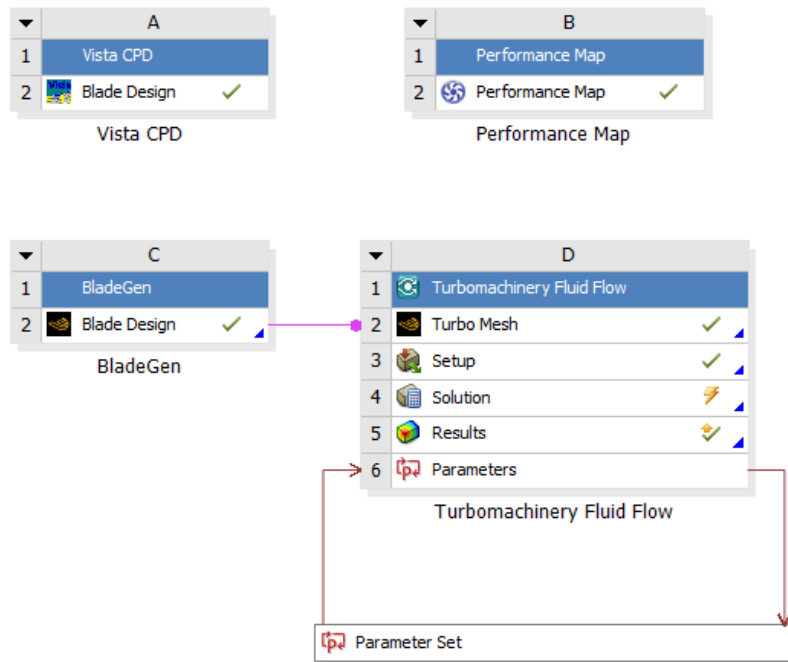 A
1 Vista CPD
2 Blade Design
Vista CPD
B
1 Performance Map
2 Performance Map
Performance Map
C
1 BladeGen
2 Blade Design
BladeGen
D
1 Turbomachinery Fluid Flow
2 Turbo Mesh
3 Setup
4 Solution
5 Results
6 Parameters
Turbomachinery Fluid Flow
Parameter Set